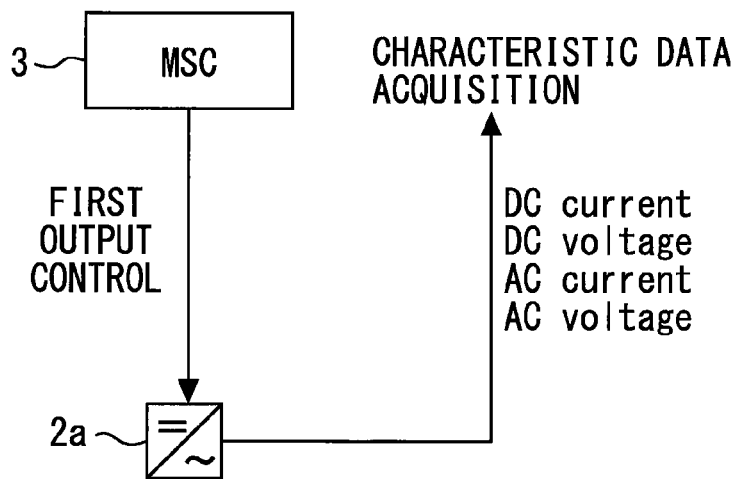 3
MSC
CHARACTERISTIC DATA
ACQUISITION
FIRST
OUTPUT
CONTROL
DC current
DC voltage
AC current
AC voltage
2a